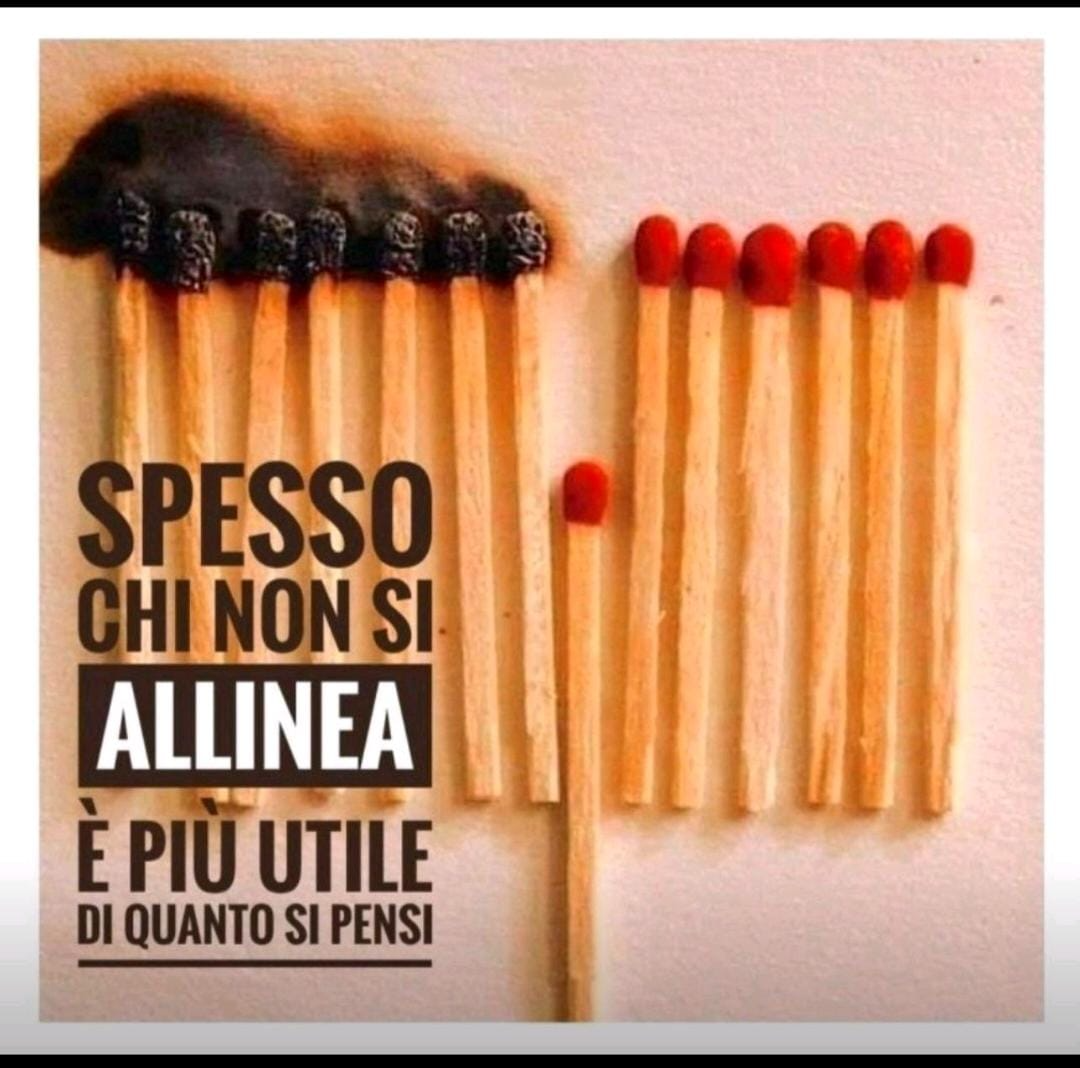 SPESSO
CHI NON SI
ALLINEA
È PIÙ UTILE
DI QUANTO SI PENSI